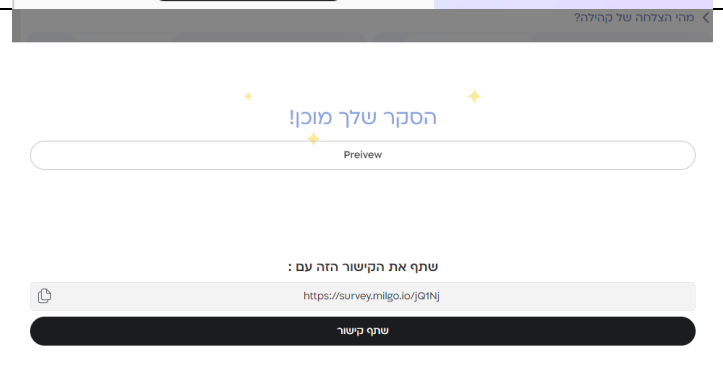 מהי הצלחה של קהילה?
הסקר שלך מוכן!
Preivew
שתף את הקישור הזה עם :
https://survey.milgo.io/jQ1Nj
שתף קישור